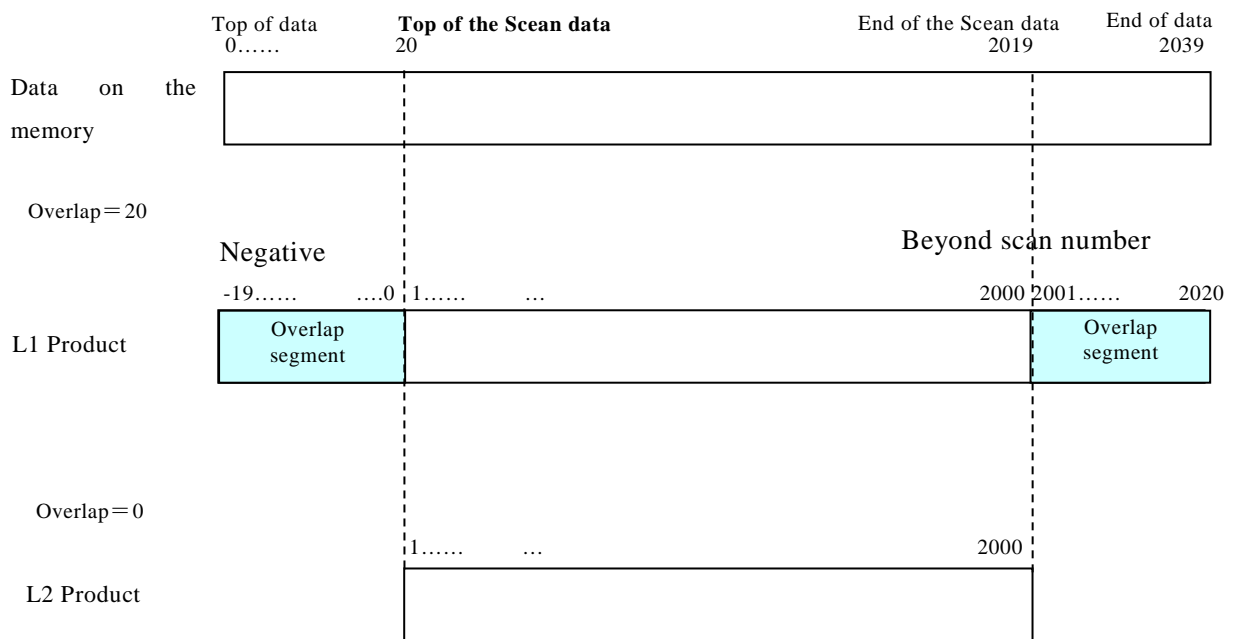 Top of data Top of the Scean data End of the Scean data End of data
0…… 20 2019 2039
Data on the
memory
Overlap＝20
Negative Beyond scan number
-19…… ….0 1…… … 2000 2001…… 2020
L1 Product
Overlap
segment
Overlap
segment
Overlap＝0
1…… … 2000
L2 Product